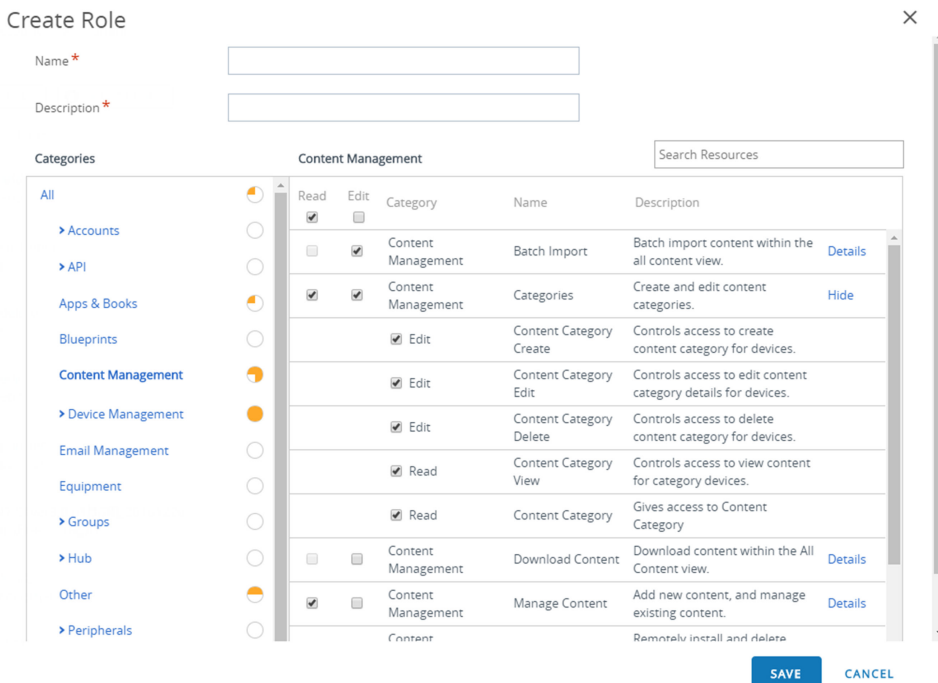 Create Role
Name *
Description *
Categories
Content Management
Search Resources
All
> Accounts
> API
Apps & Books
Blueprints
Content Management
> Device Management
Email Management
Equipment
> Groups
> Hub
Other
> Peripherals
Read Edit Category Name Description
Content Management Batch Import Batch import content within the all content view. Details
Content Management Categories Create and edit content categories. Hide
Edit Content Category Create Controls access to create content category for devices.
Edit Content Category Edit Controls access to edit content category details for devices.
Edit Content Category Delete Controls access to delete content category for devices.
Read Content Category View Controls access to view content for category devices.
Read Content Category Gives access to Content Category
Content Management Download Content Download content within the All Content view. Details
Content Management Manage Content Add new content, and manage existing content. Details
Content Remotely install and delete
SAVE CANCEL